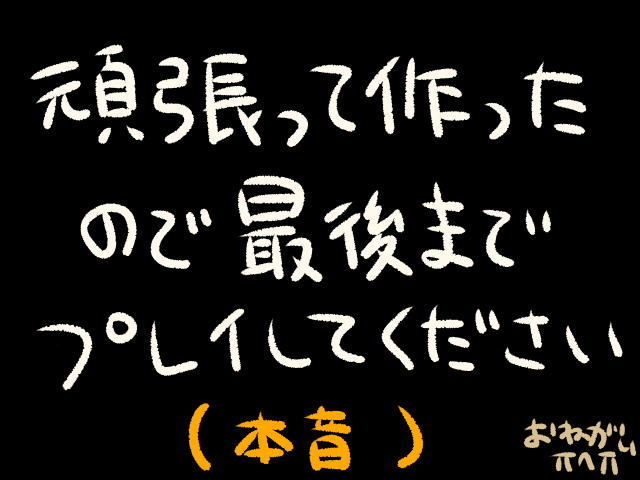 頑張って作った
ので最後まで
プレイしてください
(本音)
おねがい
πヘπ